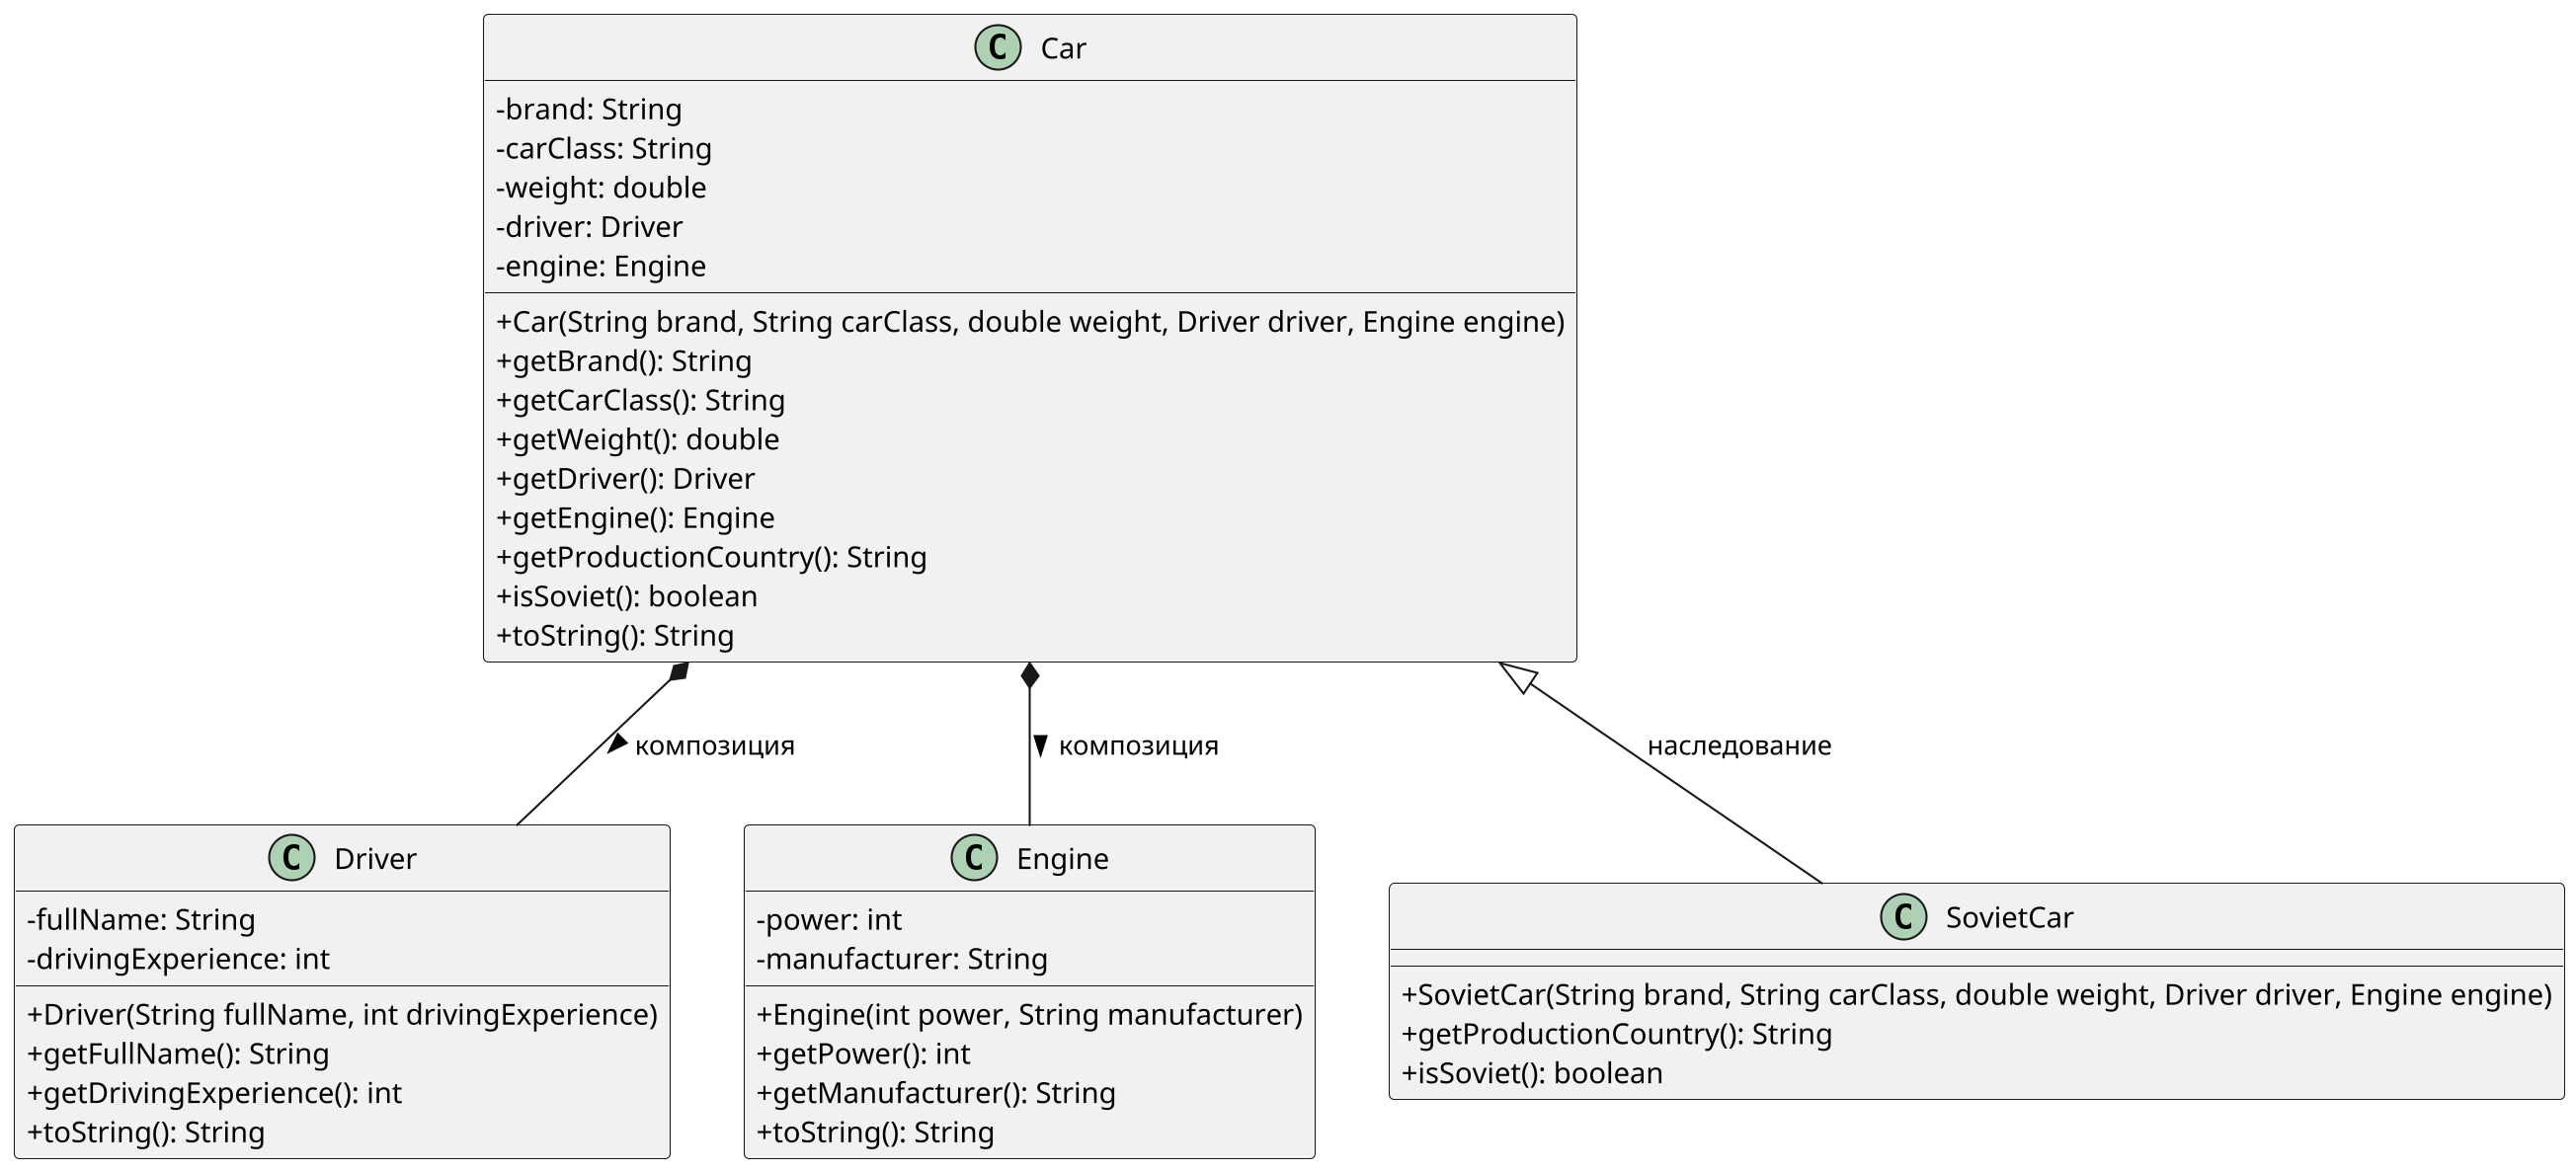 C Car
-brand: String
-carClass: String
-weight: double
-driver: Driver
-engine: Engine
+Car(String brand, String carClass, double weight, Driver driver, Engine engine)
+getBrand(): String
+getCarClass(): String
+getWeight(): double
+getDriver(): Driver
+getEngine(): Engine
+getProductionCountry(): String
+isSoviet(): boolean
+toString(): String
композиция
композиция
наследование
C Driver
-fullName: String
-drivingExperience: int
+Driver(String fullName, int drivingExperience)
+getFullName(): String
+getDrivingExperience(): int
+toString(): String
C Engine
-power: int
-manufacturer: String
+Engine(int power, String manufacturer)
+getPower(): int
+getManufacturer(): String
+toString(): String
C SovietCar
+SovietCar(String brand, String carClass, double weight, Driver driver, Engine engine)
+getProductionCountry(): String
+isSoviet(): boolean